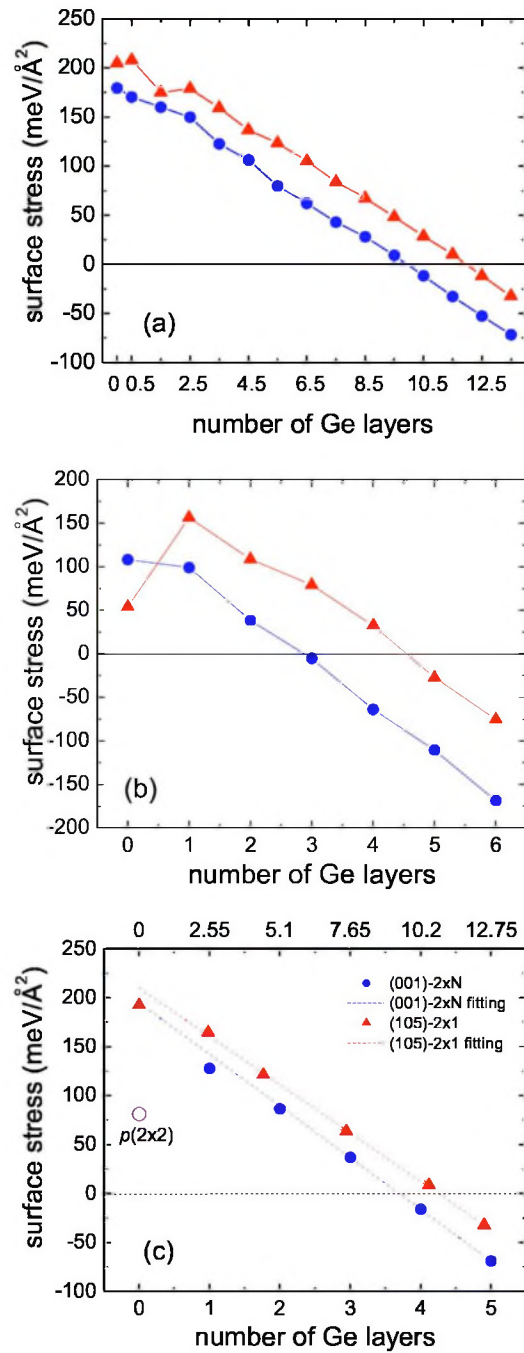 250
200
150
100
50
0
-50
-100
surface stress (meV/Å²)
(a)
0 0.5 2.5 4.5 6.5 8.5 10.5 12.5
number of Ge layers
200
150
100
50
0
-50
-100
-150
-200
surface stress (meV/Å²)
(b)
0 1 2 3 4 5 6
number of Ge layers
0 2.55 5.1 7.65 10.2 12.75
250
200
150
100
50
0
-50
-100
surface stress (meV/Å²)
(001)-2xN
(001)-2xN fitting
(105)-2x1
(105)-2x1 fitting
p(2x2)
(c)
0 1 2 3 4 5
number of Ge layers